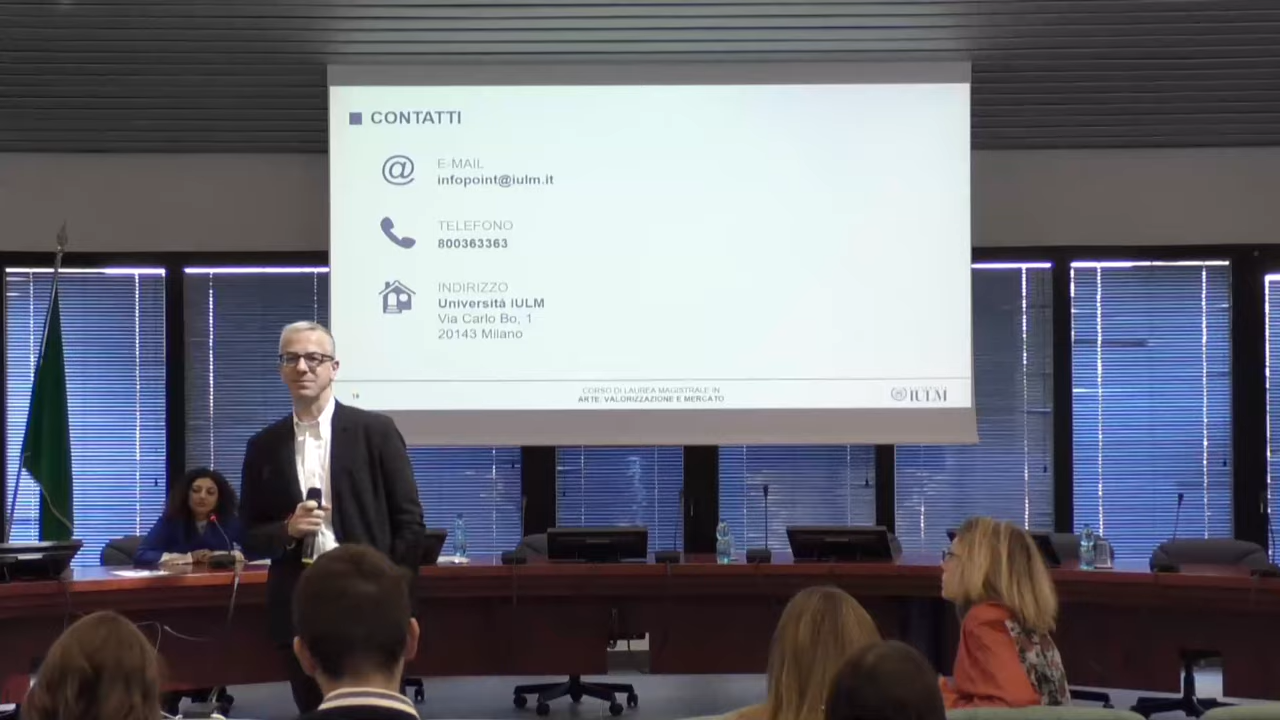 CONTATTI
@
E-MAIL
infopoint@iulm.it
TELEFONO
800363363
INDIRIZZO
Università IULM
Via Carlo Bo, 1
20143 Milano
CORSO DI LAUREA MAGISTRALE IN
ARTE, VALORIZZAZIONE E MERCATO
IULM